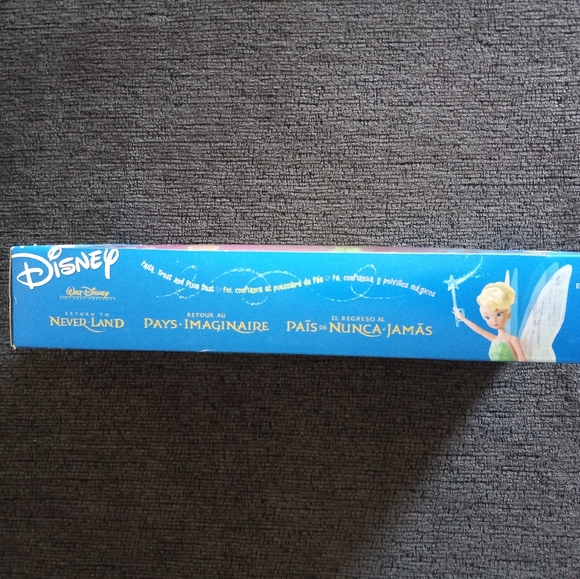 Disney
Faith, Trust and Pixie Dust Foi, confiance et poussière de fée Fe, confianza y polvillos mágicos
Walt Disney
RETURN TO
NEVER LAND
RETOUR AU
PAYS·IMAGINAIRE
EL REGRESO AL
PAÍS DE NUNCA·JAMÁS